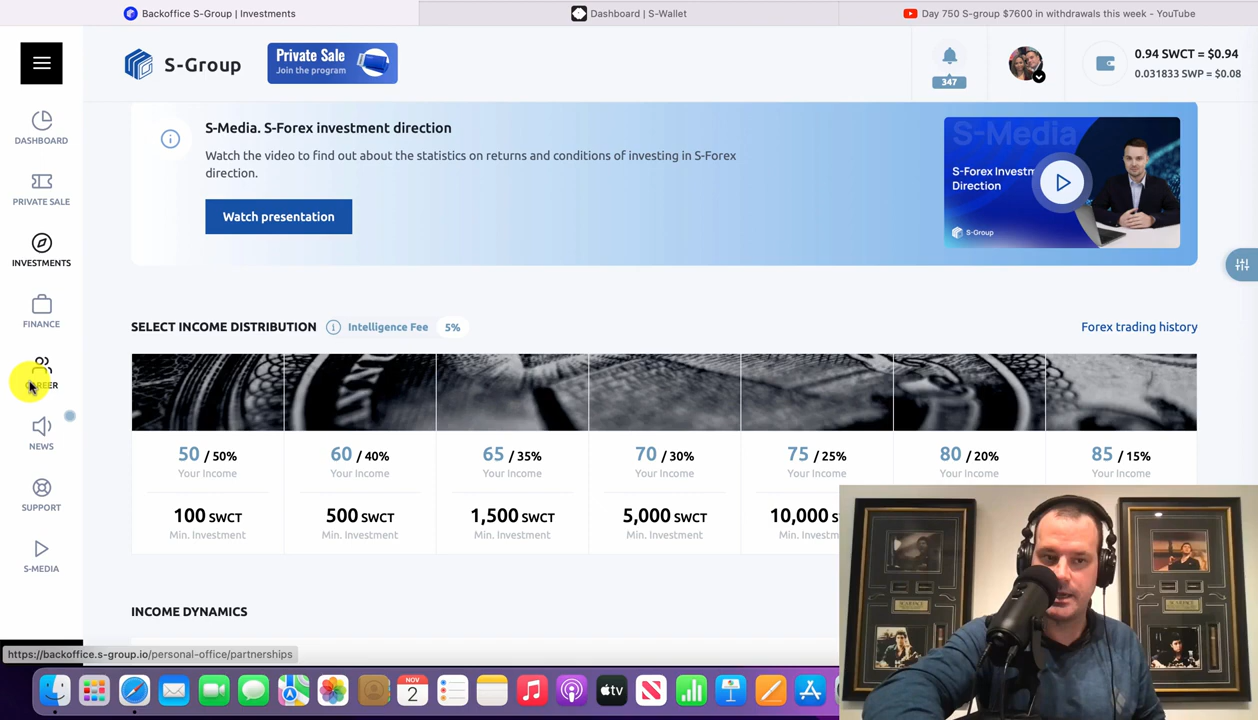 Backoffice S-Group | Investments
Dashboard | S-Wallet
Day 750 S-group $7600 in withdrawals this week - YouTube
S-Group
Private Sale
Join the program
347
0.94 SWCT = $0.94
0.031833 SWP = $0.08
DASHBOARD
PRIVATE SALE
INVESTMENTS
FINANCE
CAREER
NEWS
SUPPORT
S-MEDIA
S-Media. S-Forex investment direction
Watch the video to find out about the statistics on returns and conditions of investing in S-Forex
direction.
Watch presentation
S-Media
S-Forex Investm
Direction
S-Group
SELECT INCOME DISTRIBUTION
Intelligence Fee 5%
Forex trading history
50 / 50%
Your Income
100 SWCT
Min. Investment
60 / 40%
Your Income
500 SWCT
Min. Investment
65 / 35%
Your Income
1,500 SWCT
Min. Investment
70 / 30%
Your Income
5,000 SWCT
Min. Investment
75 / 25%
Your Income
10,000 S
Min. Investm
80 / 20%
Your Income
85 / 15%
Your Income
INCOME DYNAMICS
https://backoffice.s-group.io/personal-office/partnerships
NOV
2
tv